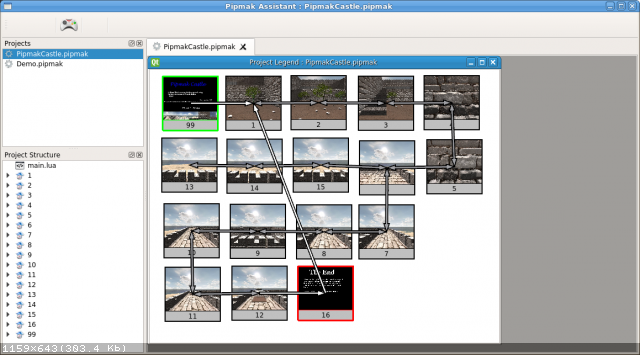 Pipmak Assistant : PipmakCastle.pipmak
Projects
PipmakCastle.pipmak
Demo.pipmak
PipmakCastle.pipmak
Qt
Project Legend : PipmakCastle.pipmak
99
1
2
3
Project Structure
main.lua
1
2
3
4
5
6
7
8
9
10
11
12
13
14
15
16
99
13
14
15
5
10
9
8
7
The End
11
12
16
1159x643(303.4 Kb)